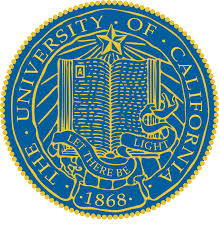 ·THE·UNIVERSITY·OF·CALIFORNIA·
A
LET THERE BE
LIGHT
·1868·